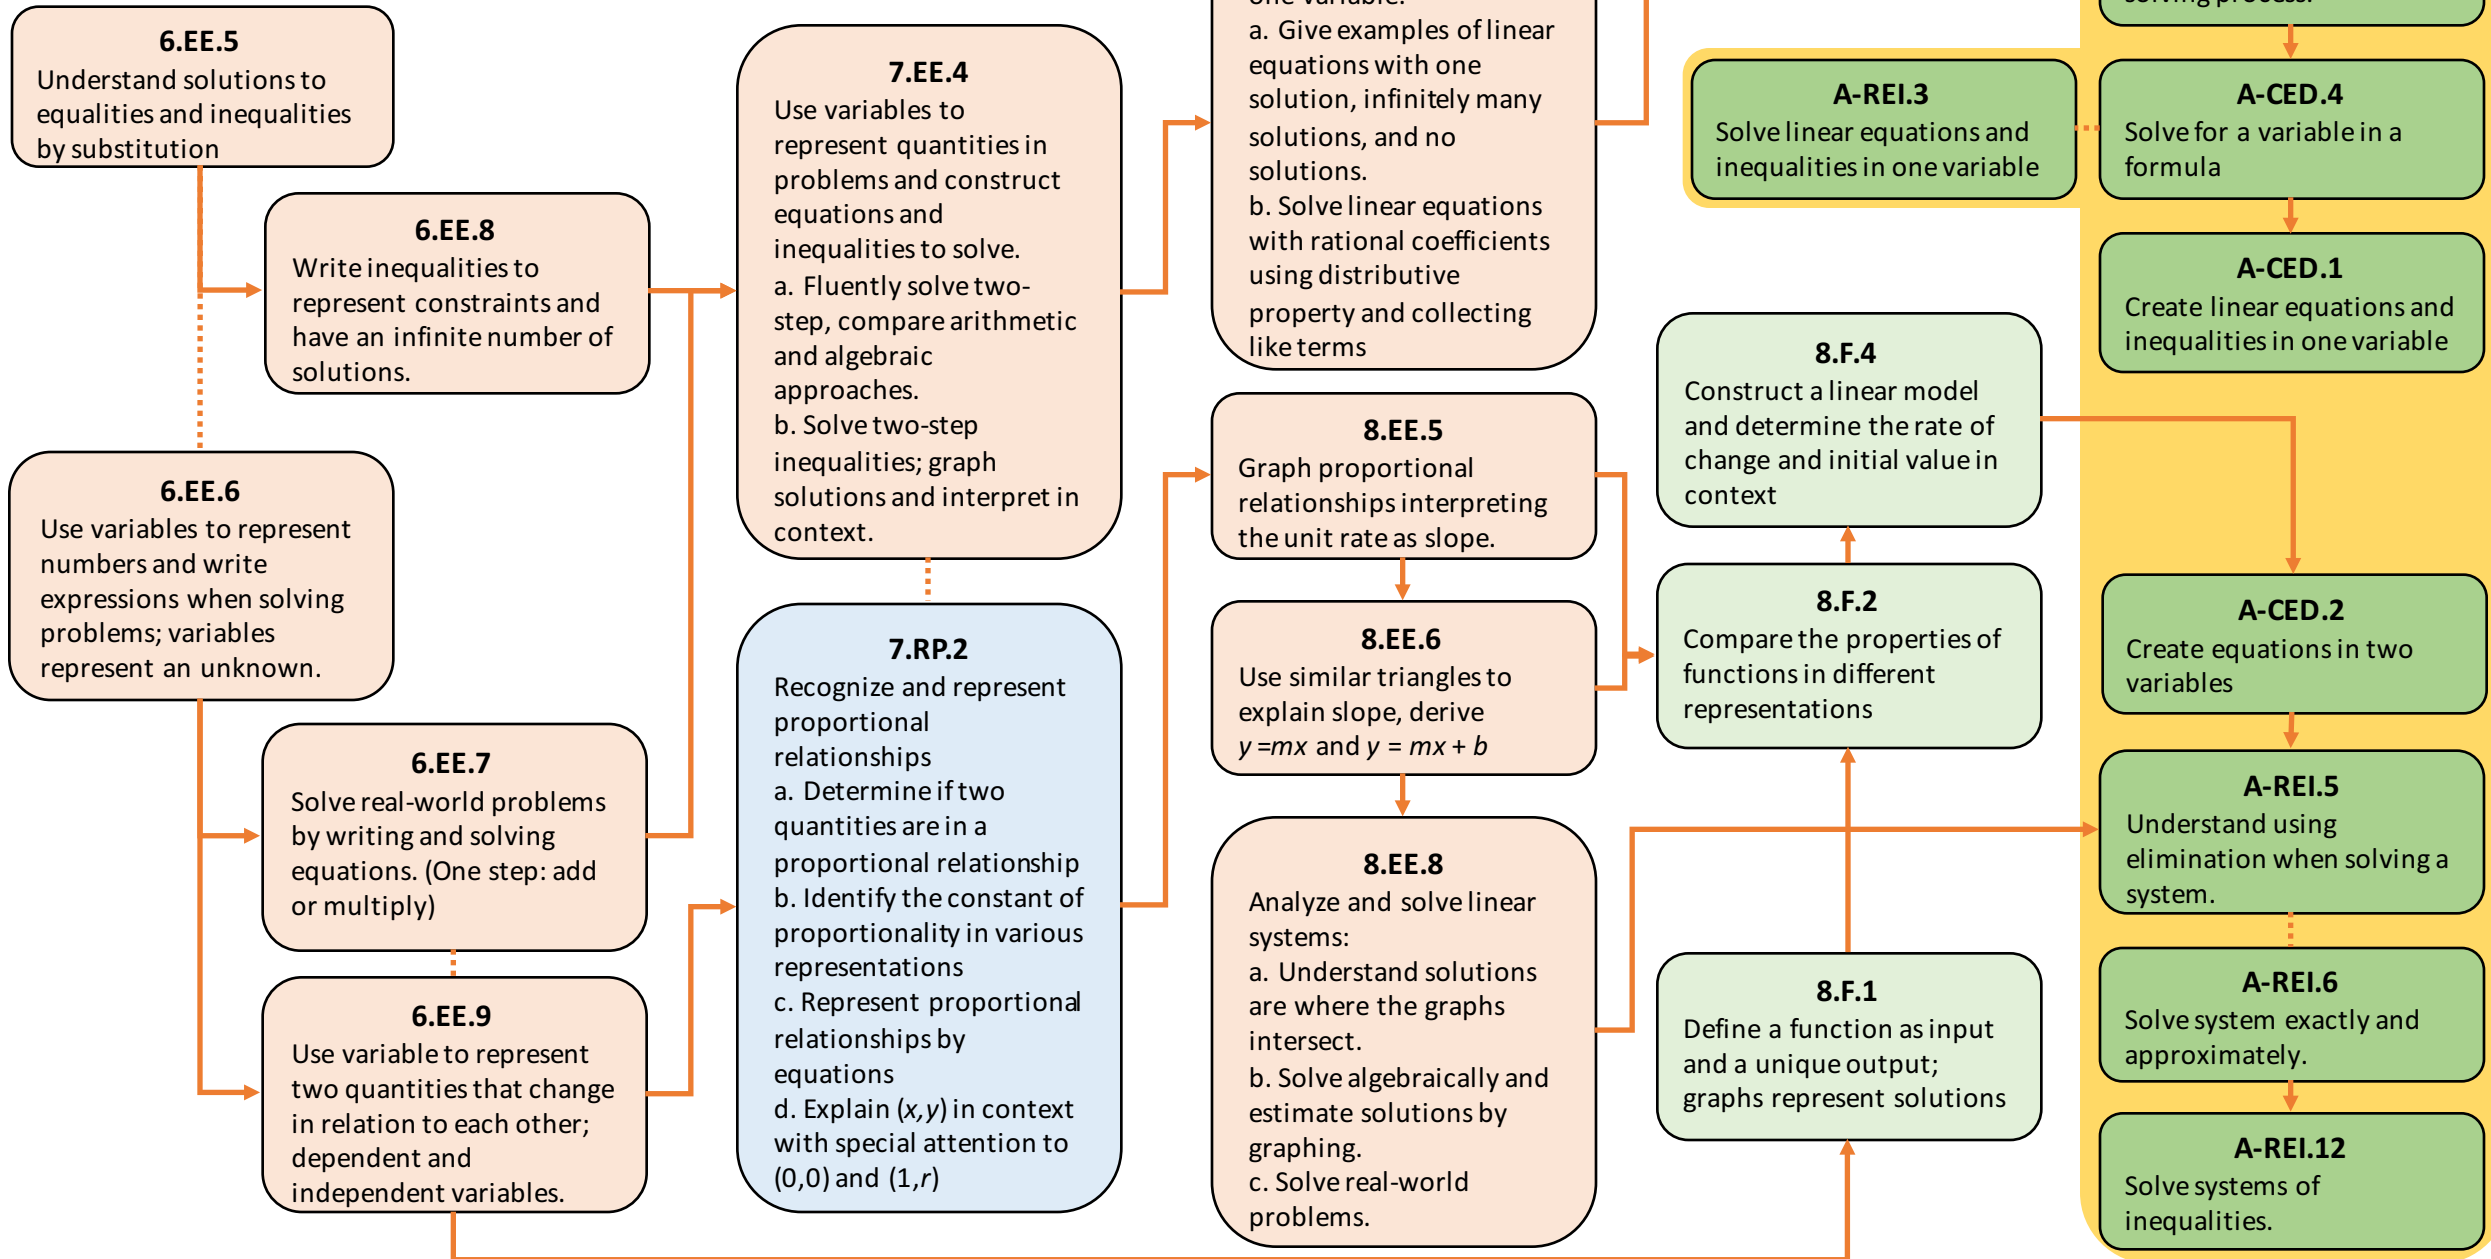 6.EE.5
Understand solutions to
equalities and inequalities
by substitution
6.EE.8
Write inequalities to
represent constraints and
have an infinite number of
solutions.
6.EE.6
Use variables to represent
numbers and write
expressions when solving
problems; variables
represent an unknown.
6.EE.7
Solve real-world problems
by writing and solving
equations. (One step: add
or multiply)
6.EE.9
Use variable to represent
two quantities that change
in relation to each other;
dependent and
independent variables.
7.EE.4
Use variables to
represent quantities in
problems and construct
equations and
inequalities to solve.
a. Fluently solve two-
step, compare arithmetic
and algebraic
approaches.
b. Solve two-step
inequalities; graph
solutions and interpret in
context.
7.RP.2
Recognize and represent
proportional
relationships
a. Determine if two
quantities are in a
proportional relationship
b. Identify the constant of
proportionality in various
representations
c. Represent proportional
relationships by
equations
d. Explain (x,y) in context
with special attention to
(0,0) and (1,r)
one variable.
a. Give examples of linear
equations with one
solution, infinitely many
solutions, and no
solutions.
b. Solve linear equations
with rational coefficients
using distributive
property and collecting
like terms
8.EE.5
Graph proportional
relationships interpreting
the unit rate as slope.
8.EE.6
Use similar triangles to
explain slope, derive
y =mx and y = mx + b
8.EE.8
Analyze and solve linear
systems:
a. Understand solutions
are where the graphs
intersect.
b. Solve algebraically and
estimate solutions by
graphing.
c. Solve real-world
problems.
8.F.4
Construct a linear model
and determine the rate of
change and initial value in
context
8.F.2
Compare the properties of
functions in different
representations
8.F.1
Define a function as input
and a unique output;
graphs represent solutions
A-REI.3
Solve linear equations and
inequalities in one variable
solving process.
A-CED.4
Solve for a variable in a
formula
A-CED.1
Create linear equations and
inequalities in one variable
A-CED.2
Create equations in two
variables
A-REI.5
Understand using
elimination when solving a
system.
A-REI.6
Solve system exactly and
approximately.
A-REI.12
Solve systems of
inequalities.